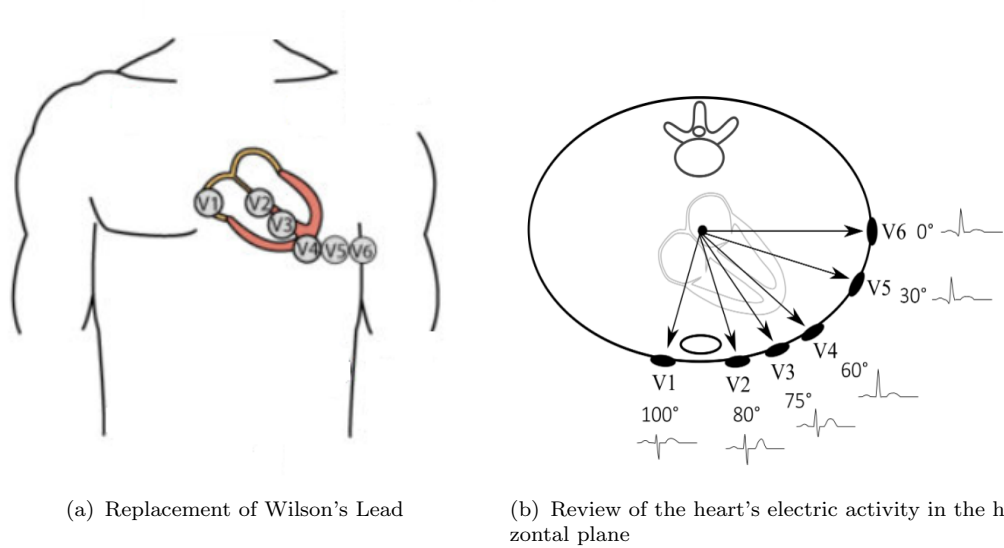 V1
V2
V3
V4
V5
V6
V6 0°
V5
30°
V4
V3
V2
V1
60°
75°
80°
100°
(a) Replacement of Wilson's Lead
(b) Review of the heart's electric activity in the h
zontal plane